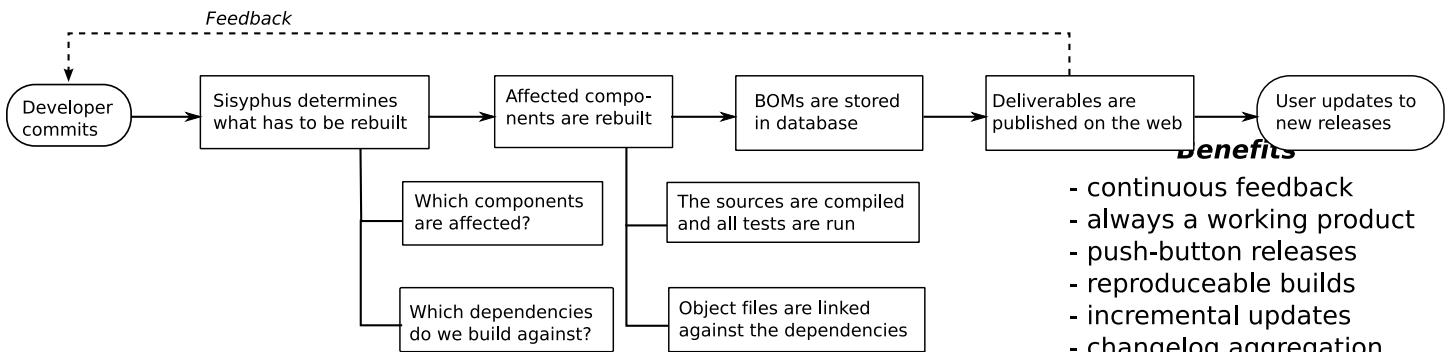 Feedback
Developer
commits
Sisyphus determines
what has to be rebuilt
Affected compo-
nents are rebuilt
BOMs are stored
in database
Deliverables are
published on the web
User updates to
new releases
Which components
are affected?
Which dependencies
do we build against?
The sources are compiled
and all tests are run
Object files are linked
against the dependencies
Benefits
- continuous feedback
- always a working product
- push-button releases
- reproduceable builds
- incremental updates
- changelog aggregation